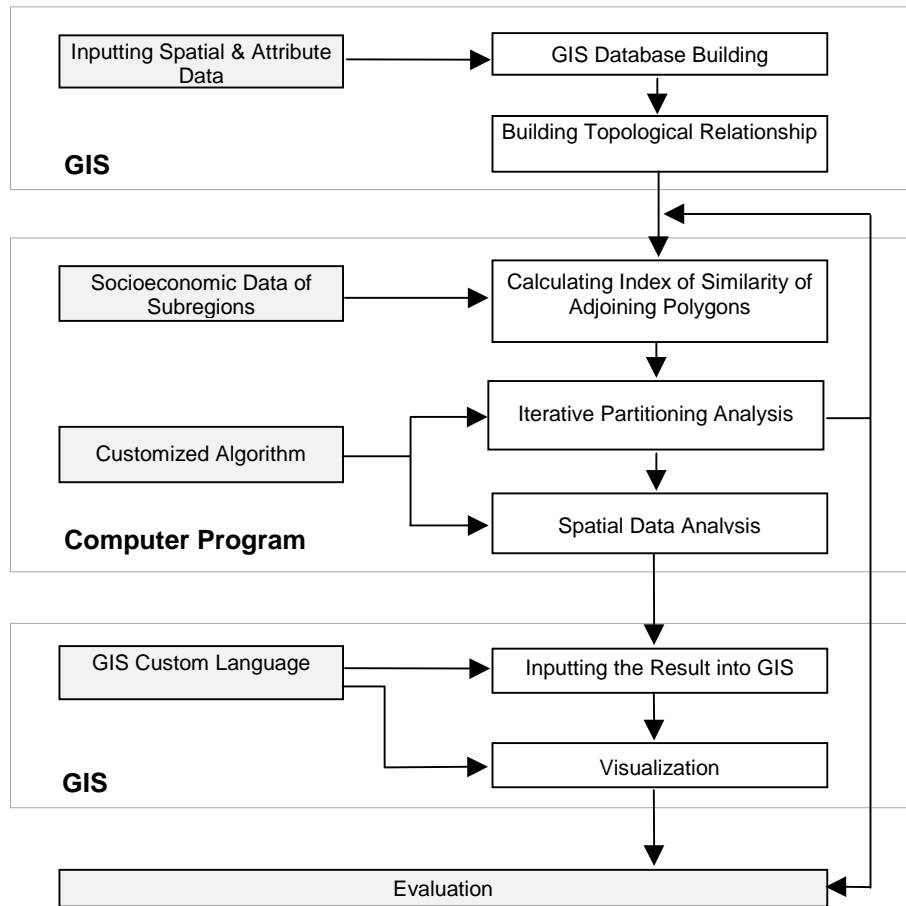 Inputting Spatial & Attribute
Data
GIS Database Building
Building Topological Relationship
GIS
Socioeconomic Data of
Subregions
Calculating Index of Similarity of
Adjoining Polygons
Iterative Partitioning Analysis
Customized Algorithm
Spatial Data Analysis
Computer Program
GIS Custom Language
Inputting the Result into GIS
Visualization
GIS
Evaluation